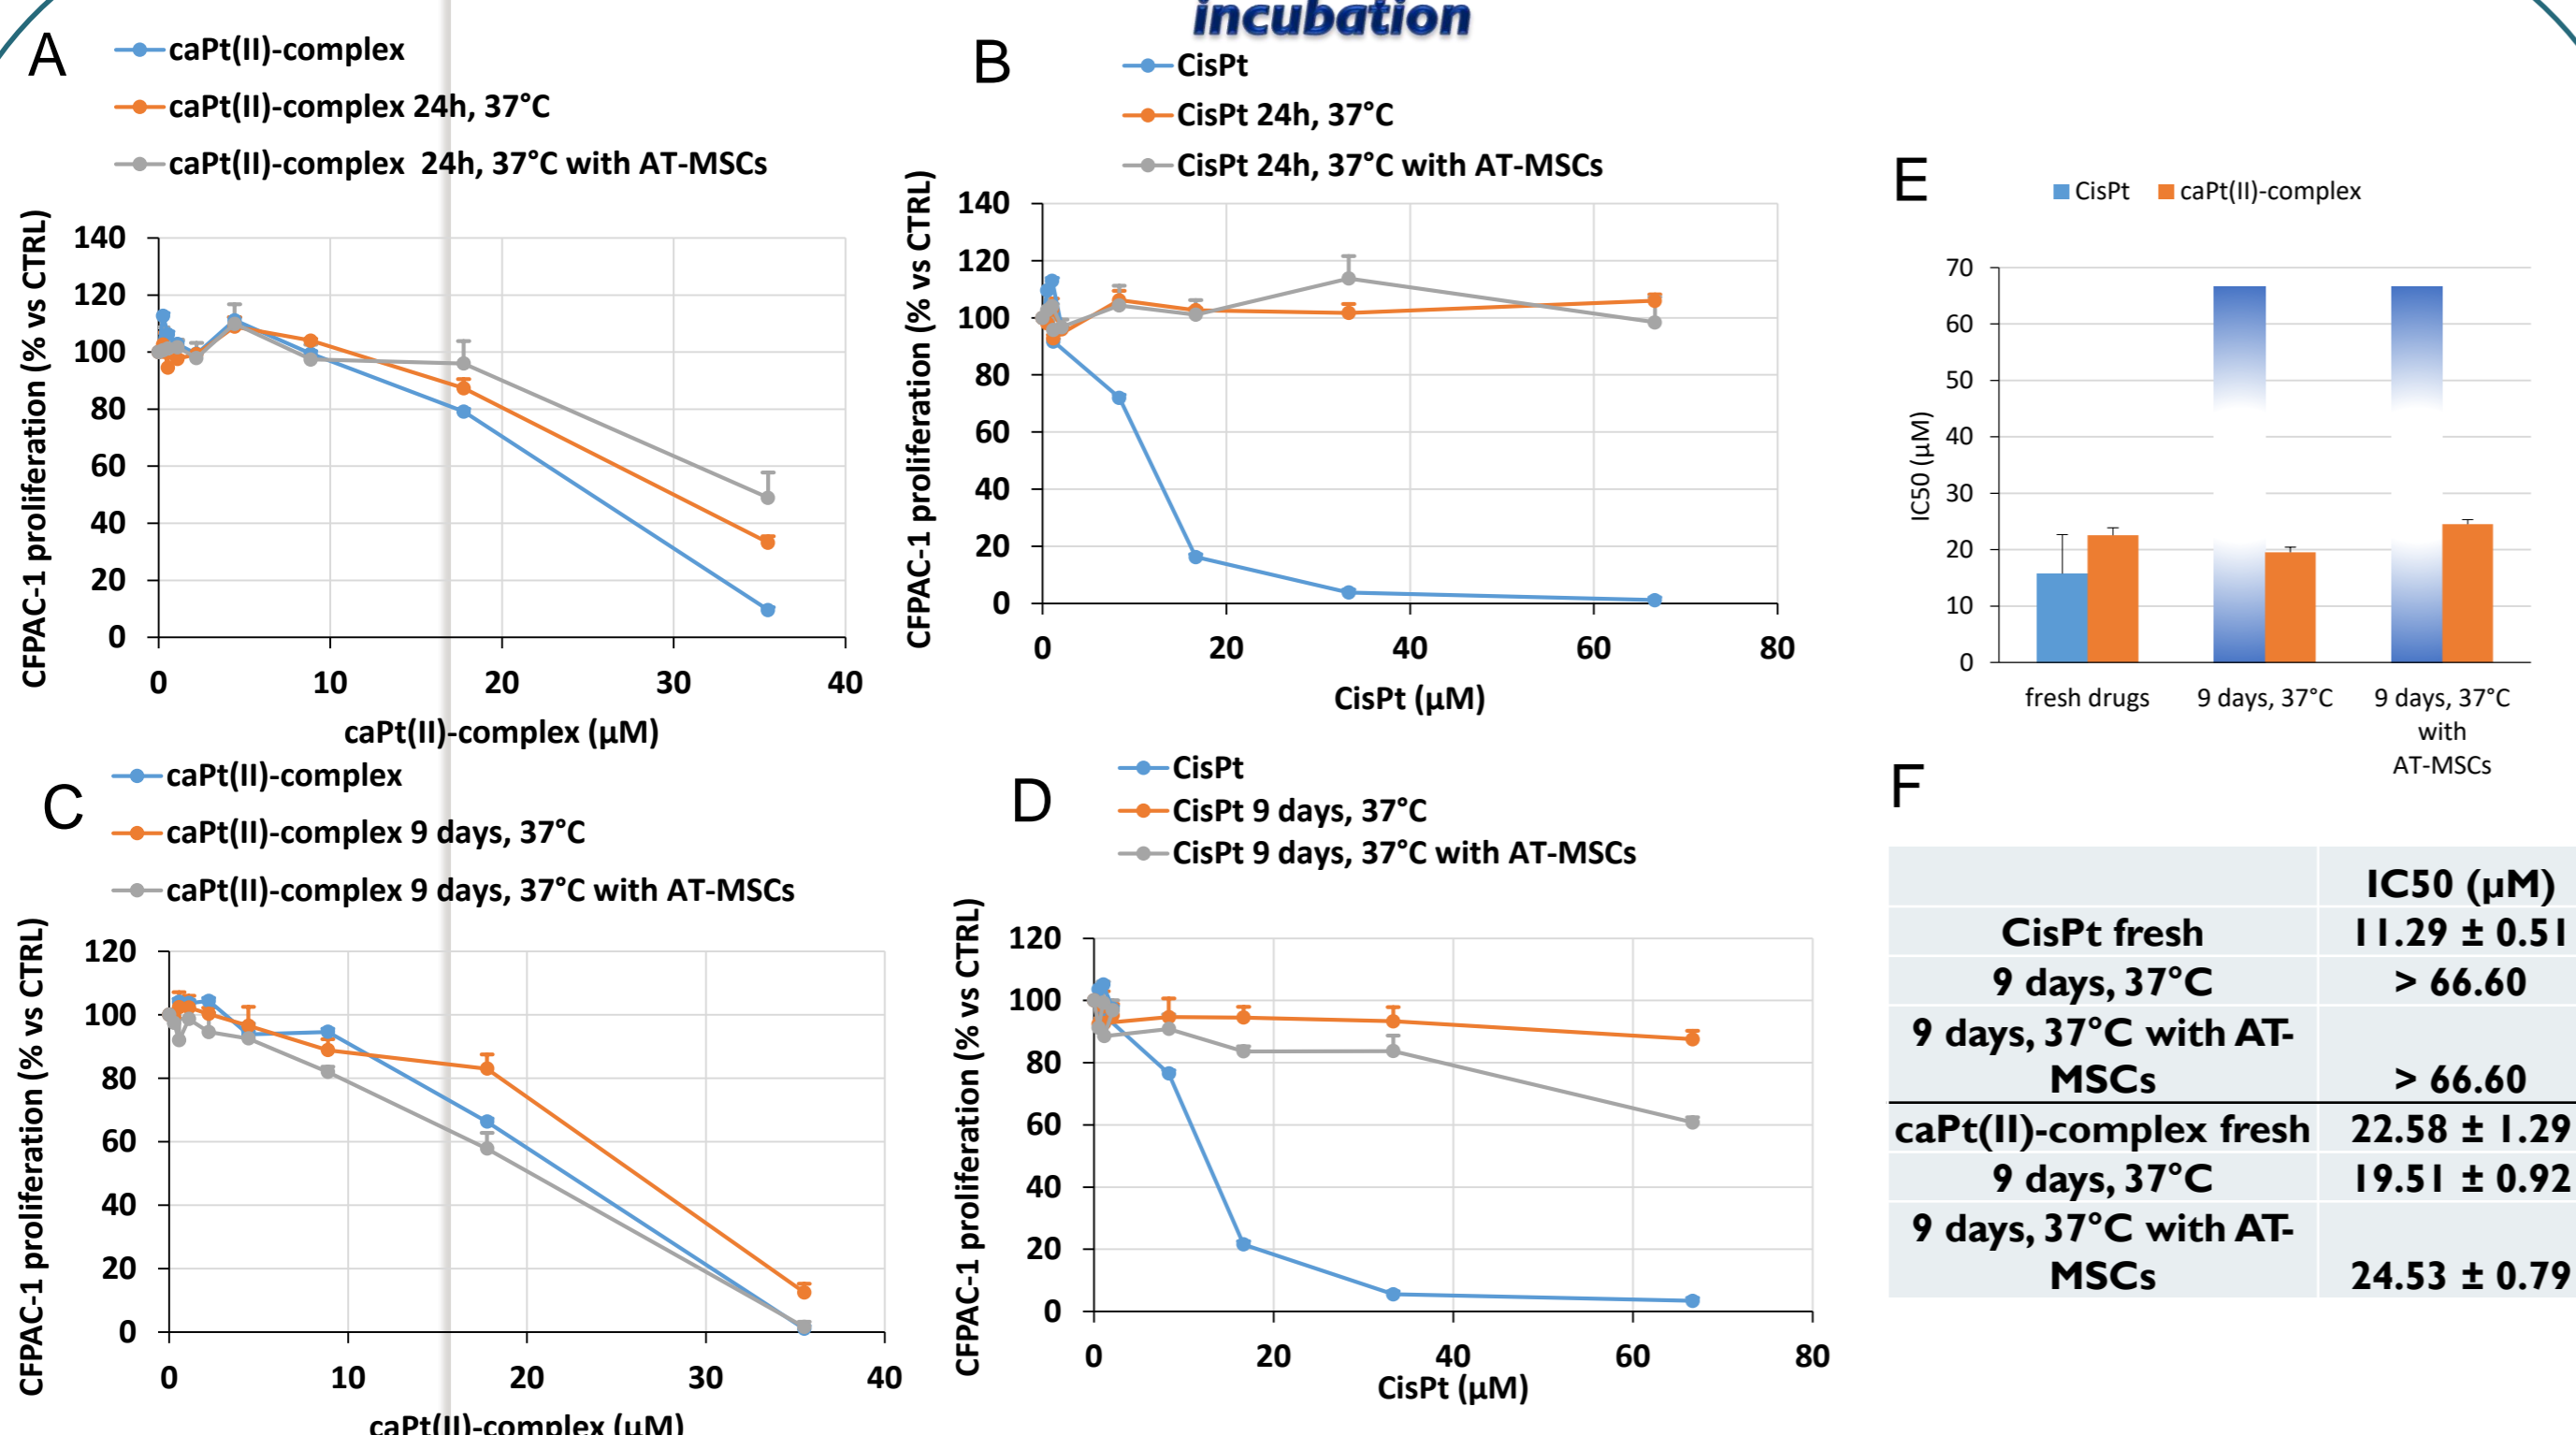 incubation
A
caPt(II)-complex
caPt(II)-complex 24h, 37°C
caPt(II)-complex 24h, 37°C with AT-MSCs
CFPAC-1 proliferation (% vs CTRL)
140
120
100
80
60
40
20
0
0 10 20 30 40
caPt(II)-complex (µM)
B
CisPt
CisPt 24h, 37°C
CisPt 24h, 37°C with AT-MSCs
CFPAC-1 proliferation (% vs CTRL)
140
120
100
80
60
40
20
0
0 20 40 60 80
CisPt (µM)
C
caPt(II)-complex
caPt(II)-complex 9 days, 37°C
caPt(II)-complex 9 days, 37°C with AT-MSCs
CFPAC-1 proliferation (% vs CTRL)
120
100
80
60
40
20
0
0 10 20 30 40
caPt(II)-complex (µM)
D
CisPt
CisPt 9 days, 37°C
CisPt 9 days, 37°C with AT-MSCs
CFPAC-1 proliferation (% vs CTRL)
120
100
80
60
40
20
0
0 20 40 60 80
CisPt (µM)
E
CisPt caPt(II)-complex
IC50 (µM)
70
60
50
40
30
20
10
0
fresh drugs 9 days, 37°C 9 days, 37°C
with
AT-MSCs
F
IC50 (µM)
CisPt fresh 11.29 ± 0.51
9 days, 37°C > 66.60
9 days, 37°C with AT-
MSCs > 66.60
caPt(II)-complex fresh 22.58 ± 1.29
9 days, 37°C 19.51 ± 0.92
9 days, 37°C with AT-
MSCs 24.53 ± 0.79